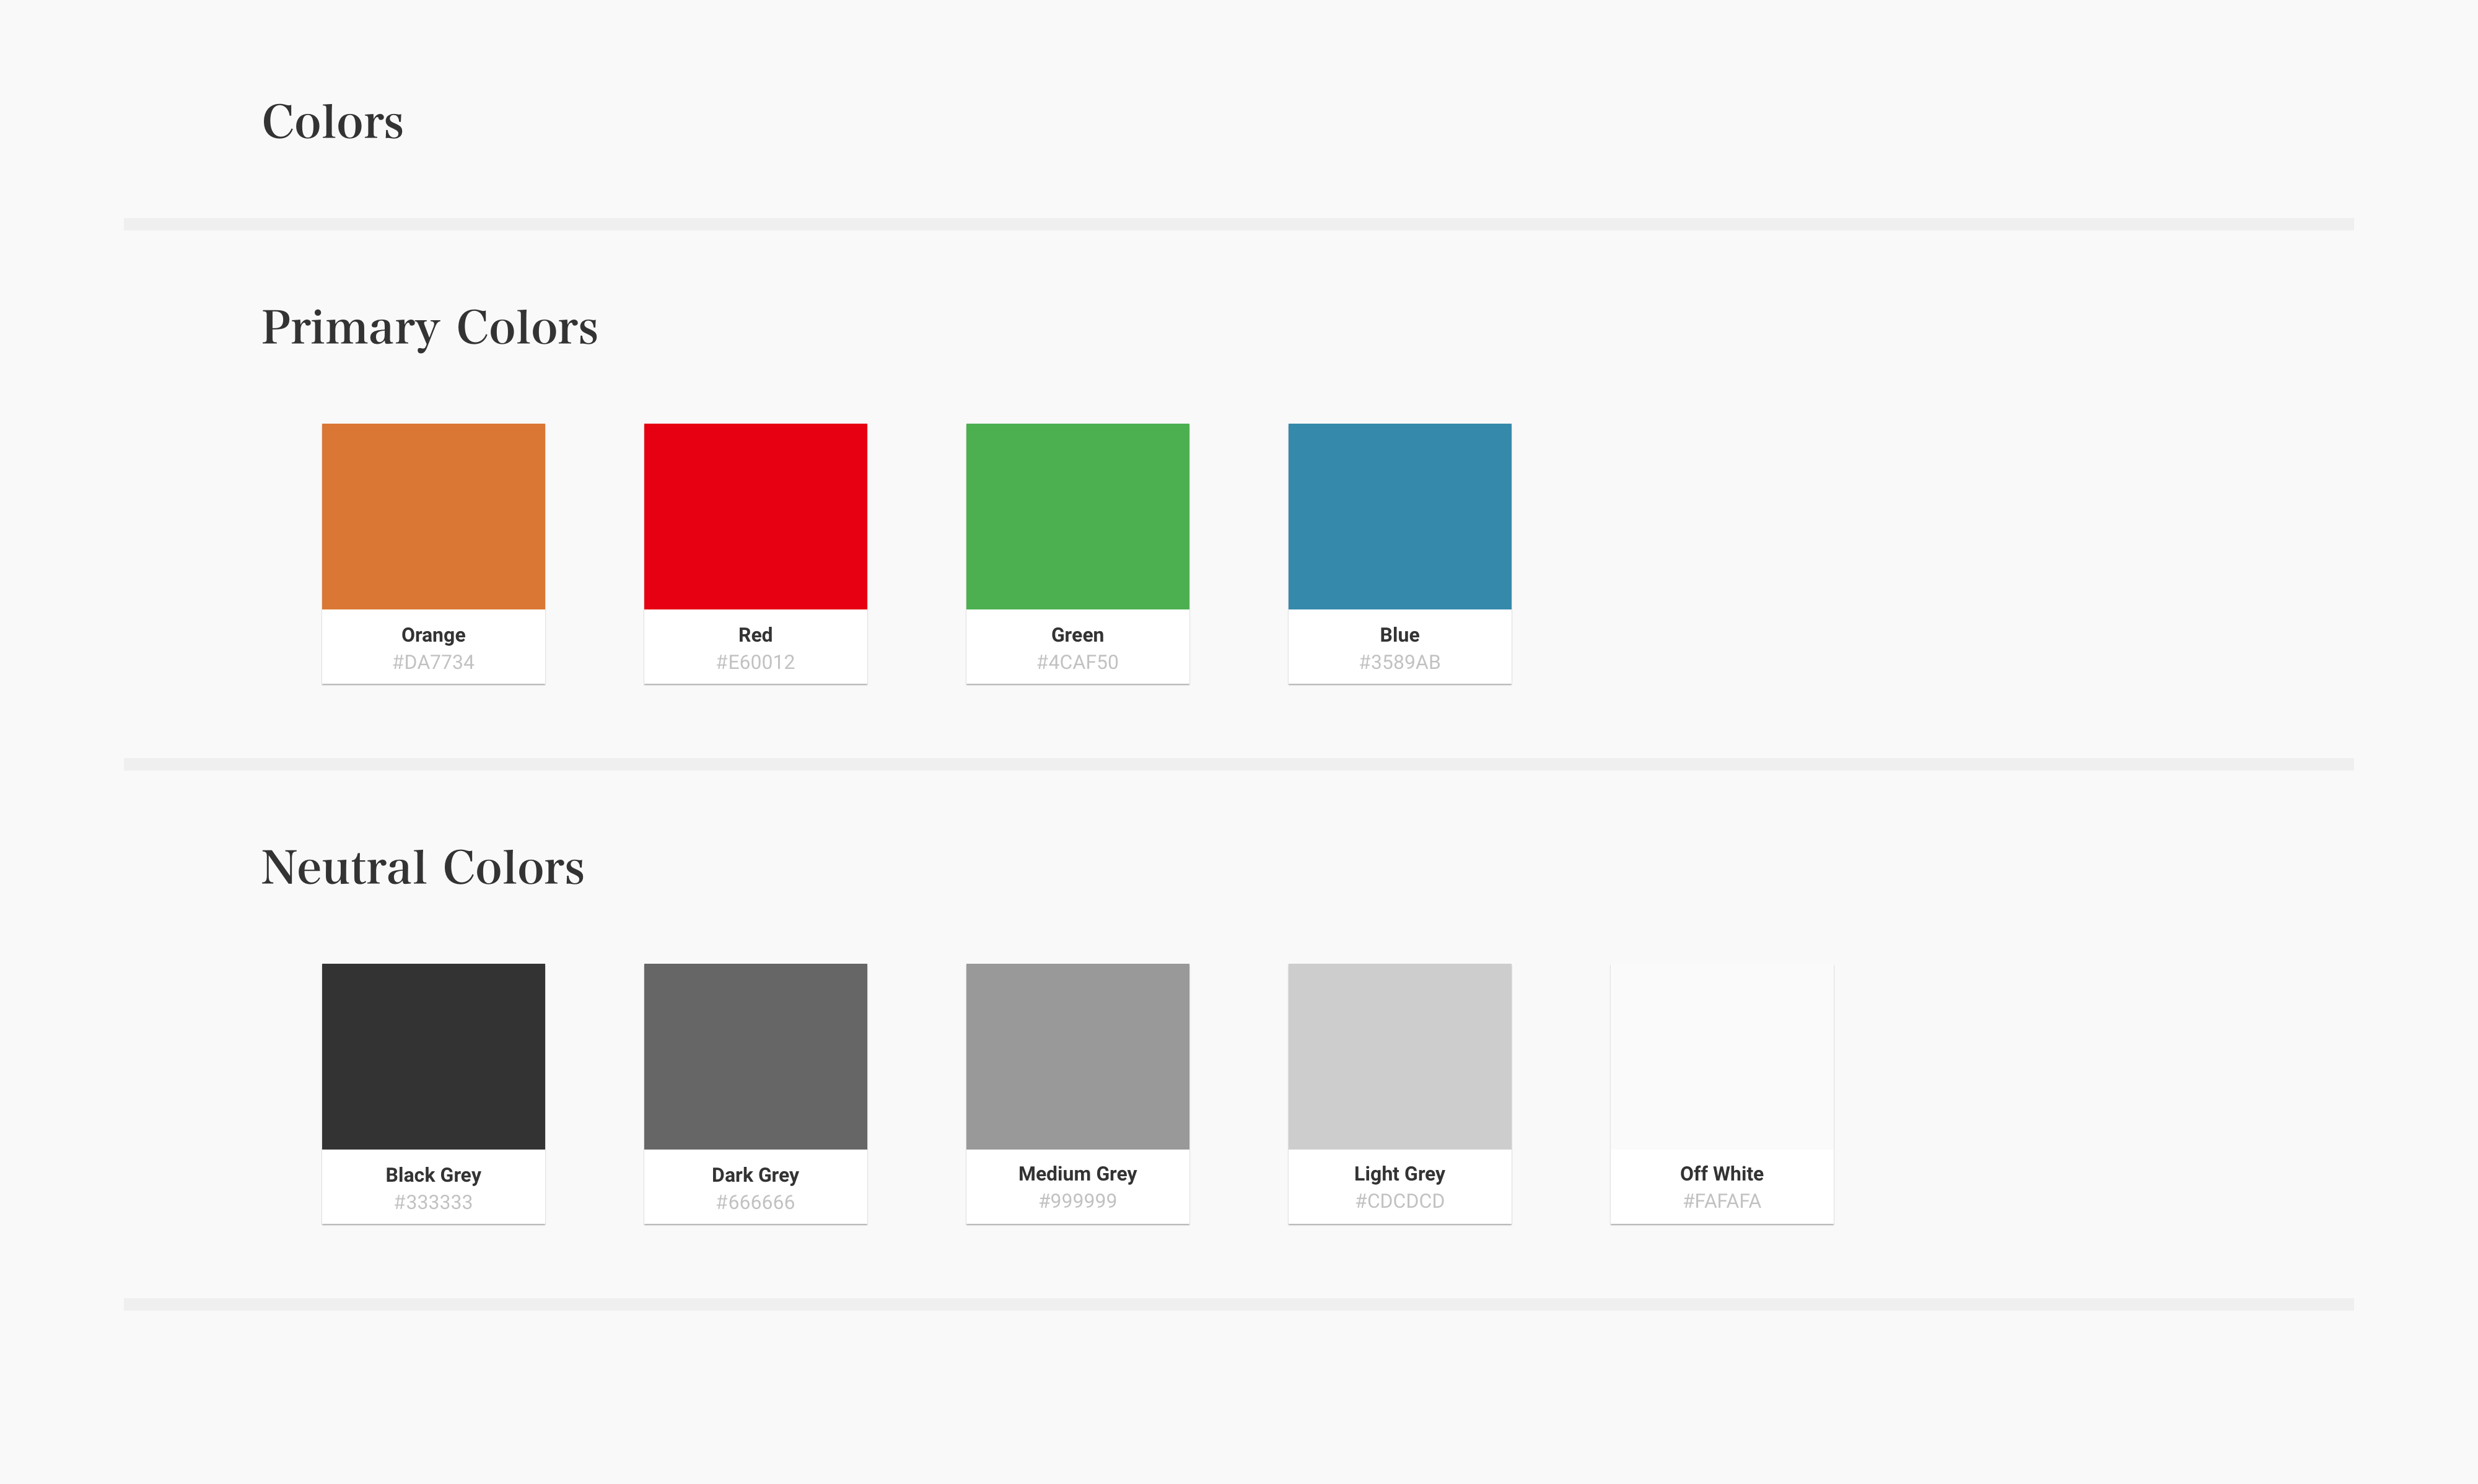 Colors
Primary Colors
Orange
#DA7734
Red
#E60012
Green
#4CAF50
Blue
#3589AB
Neutral Colors
Black Grey
#333333
Dark Grey
#666666
Medium Grey
#999999
Light Grey
#CDCDCD
Off White
#FAFAFA